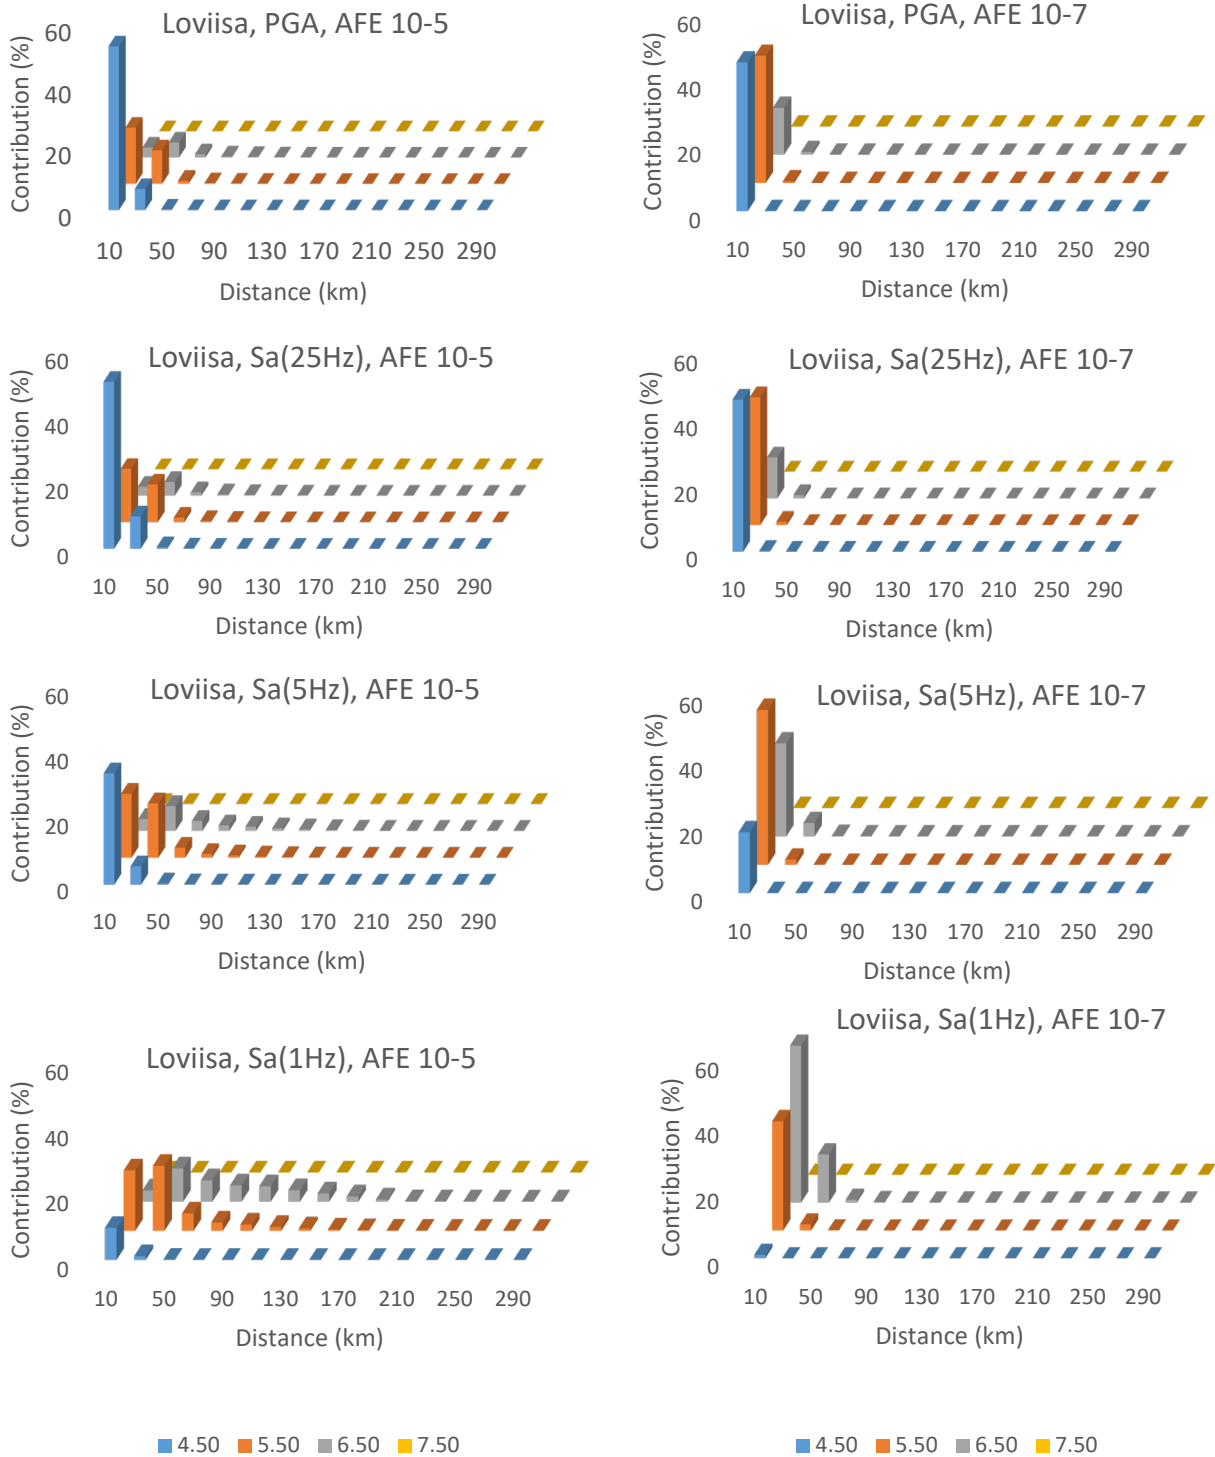 Loviisa, PGA, AFE 10-5
Contribution (%)
60
40
20
0
10 50 90 130 170 210 250 290
Distance (km)
Loviisa, PGA, AFE 10-7
Contribution (%)
60
40
20
0
10 50 90 130 170 210 250 290
Distance (km)
Loviisa, Sa(25Hz), AFE 10-5
Contribution (%)
60
40
20
0
10 50 90 130 170 210 250 290
Distance (km)
Loviisa, Sa(25Hz), AFE 10-7
Contribution (%)
60
40
20
0
10 50 90 130 170 210 250 290
Distance (km)
Loviisa, Sa(5Hz), AFE 10-5
Contribution (%)
60
40
20
0
10 50 90 130 170 210 250 290
Distance (km)
Loviisa, Sa(5Hz), AFE 10-7
Contribution (%)
60
40
20
0
10 50 90 130 170 210 250 290
Distance (km)
Loviisa, Sa(1Hz), AFE 10-5
Contribution (%)
60
40
20
0
10 50 90 130 170 210 250 290
Distance (km)
Loviisa, Sa(1Hz), AFE 10-7
Contribution (%)
60
40
20
0
10 50 90 130 170 210 250 290
Distance (km)
4.50 5.50 6.50 7.50
4.50 5.50 6.50 7.50